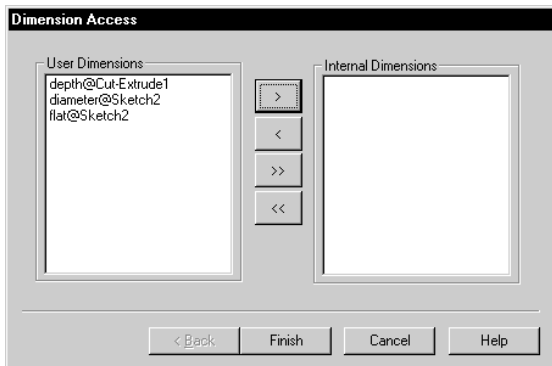 Dimension Access
User Dimensions
Internal Dimensions
depth@Cut-Extrude1
diameter@Sketch2
flat@Sketch2
>
<
>>
<<
< Back
Finish
Cancel
Help